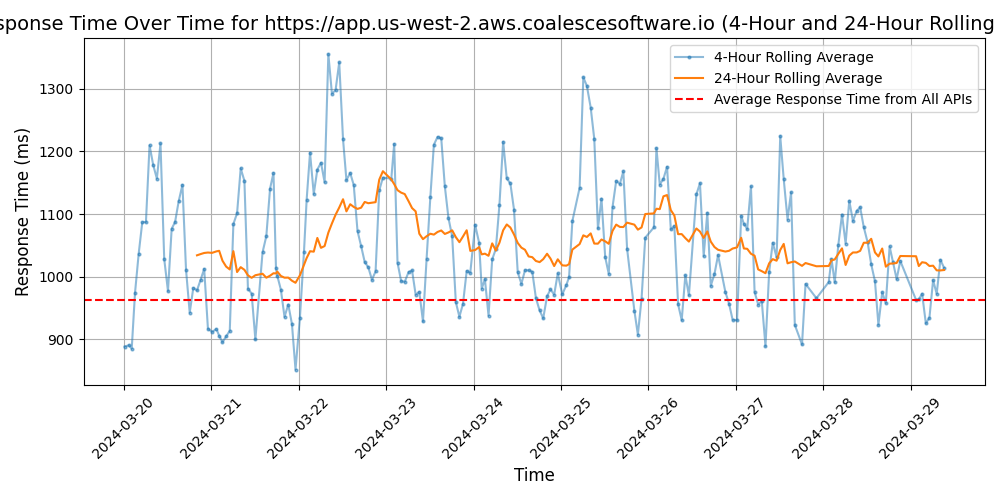 sponse Time Over Time for https://app.us-west-2.aws.coalescesoftware.io (4-Hour and 24-Hour Rolling
4-Hour Rolling Average
24-Hour Rolling Average
Average Response Time from All APIs
Response Time (ms)
1300
1200
1100
1000
900
2024-03-20
2024-03-21
2024-03-22
2024-03-23
2024-03-24
2024-03-25
2024-03-26
2024-03-27
2024-03-28
2024-03-29
Time